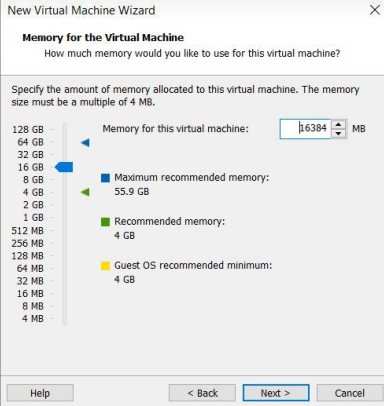 New Virtual Machine Wizard
Memory for the Virtual Machine
How much memory would you like to use for this virtual machine?
Specify the amount of memory allocated to this virtual machine. The memory
size must be a multiple of 4 MB.
128 GB
64 GB
32 GB
16 GB
8 GB
4 GB
2 GB
1 GB
512 MB
256 MB
128 MB
64 MB
32 MB
16 MB
8 MB
4 MB
Memory for this virtual machine: 16384 MB
Maximum recommended memory:
55.9 GB
Recommended memory:
4 GB
Guest OS recommended minimum:
4 GB
Help
< Back
Next >
Cancel